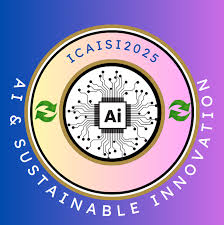 ICAISI2025
Ai
AI & SUSTAINABLE INNOVATION